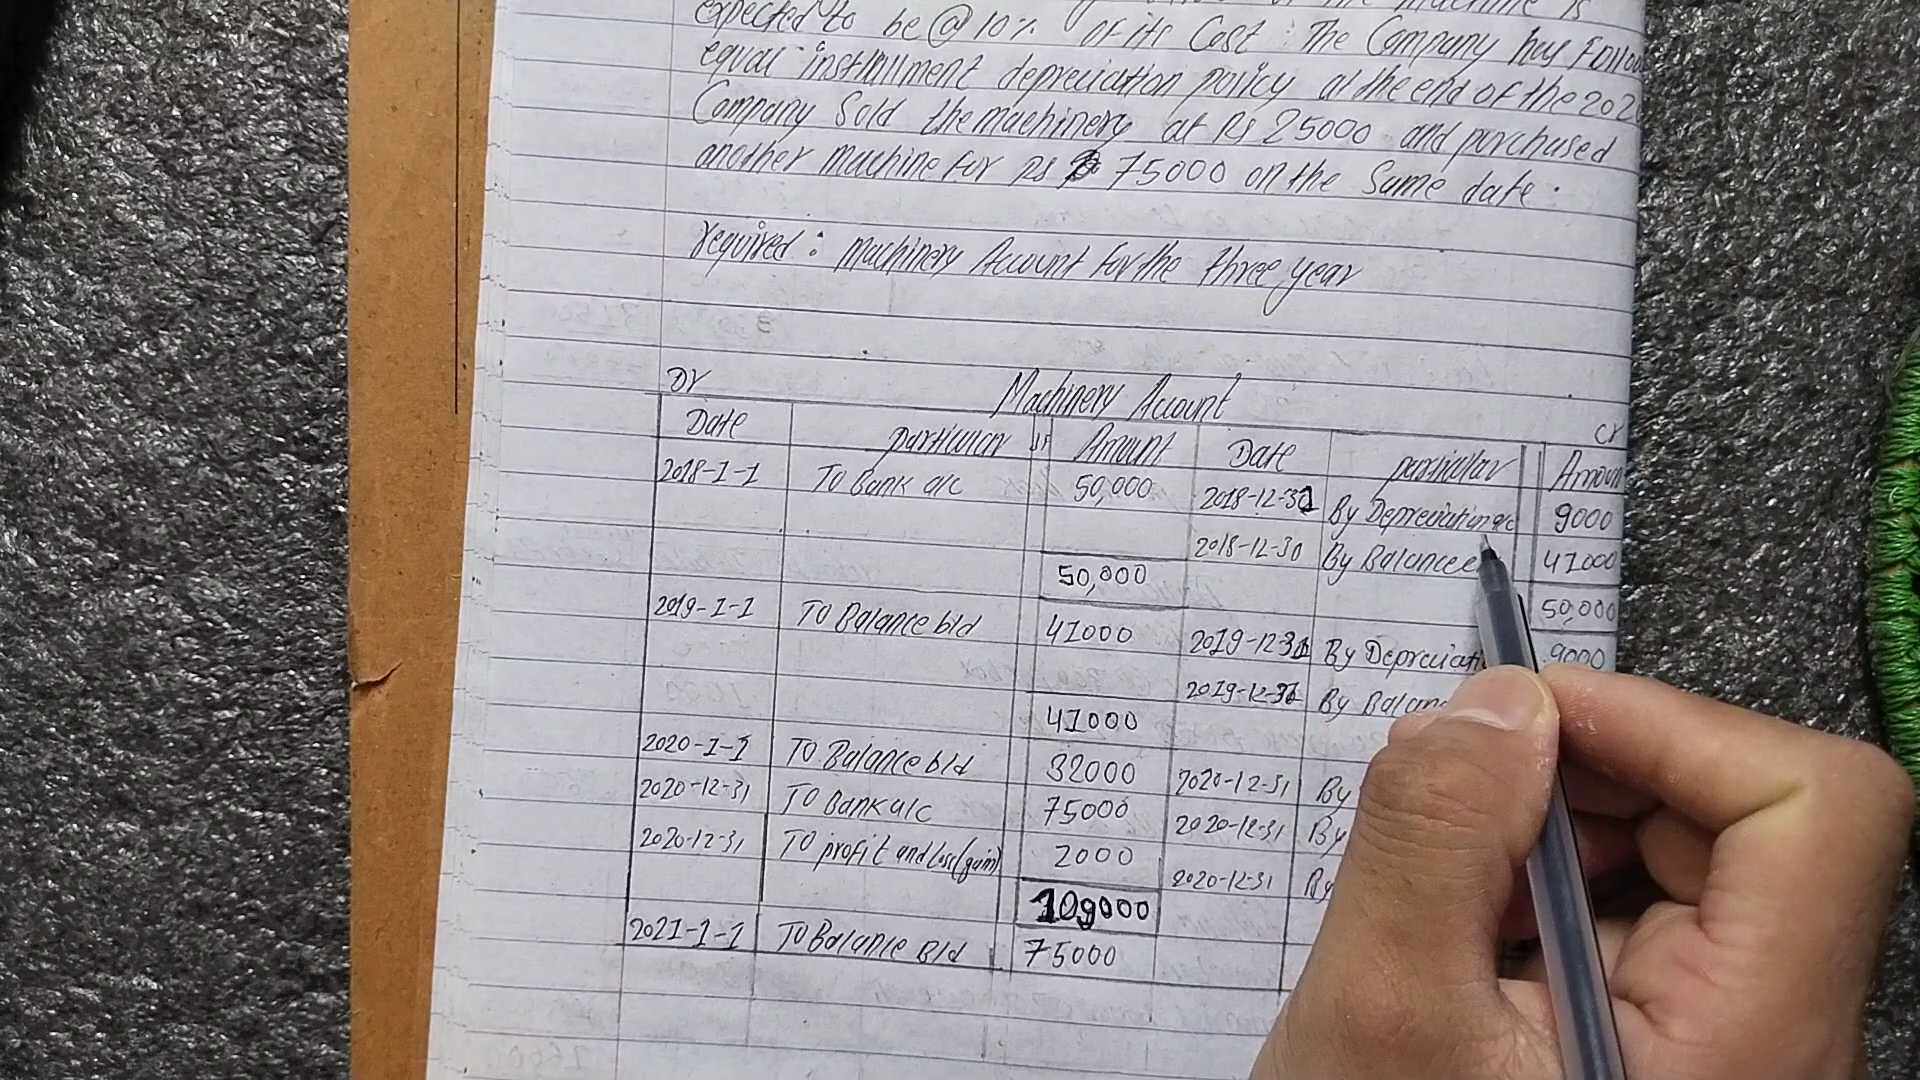 the machine is
expected to be @ 10% of its Cost : The Company has Follow
equal installment depreciation policy at the end of the 202
Company Sold the machinery at Rs 25000 and purchased
another machine for Rs 75000 on the Same date.
required : Machinery Account for the three year
Dr Machinery Account Cr
Date particular Amount Date particular Amoun
2018-1-1 To Bank a/c 50,000 2018-12-31 By Depreciation a/c 9000
2018-12-30 By Balance 41000
50,000 50,000
2019-1-1 To Balance b/d 41000 2019-12-31 By Depreciati 9000
2019-12-31 By Balan
41000
2020-1-1 To Balance b/d 32000 2020-12-31 By
2020-12-31 To Bank a/c 75000 2020-12-31 By
2020-12-31 To profit and Loss (gain) 2000 2020-12-31 By
109000
2021-1-1 To Balance B/d 75000